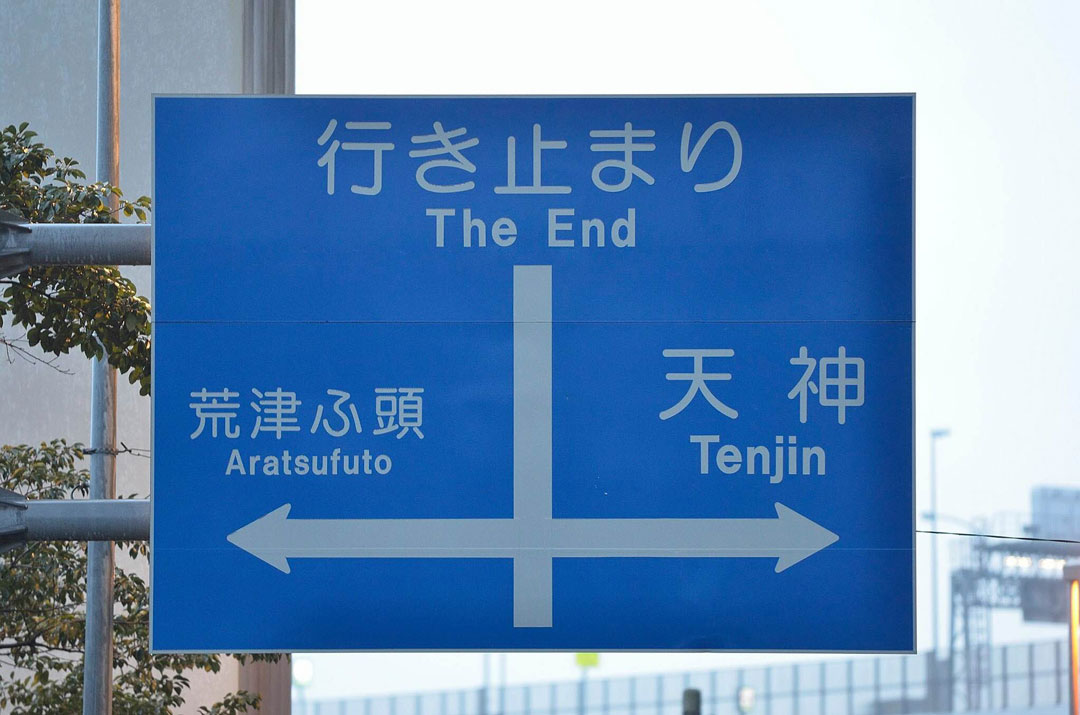 行き止まり
The End
天神
Tenjin
荒津ふ頭
Aratsufuto